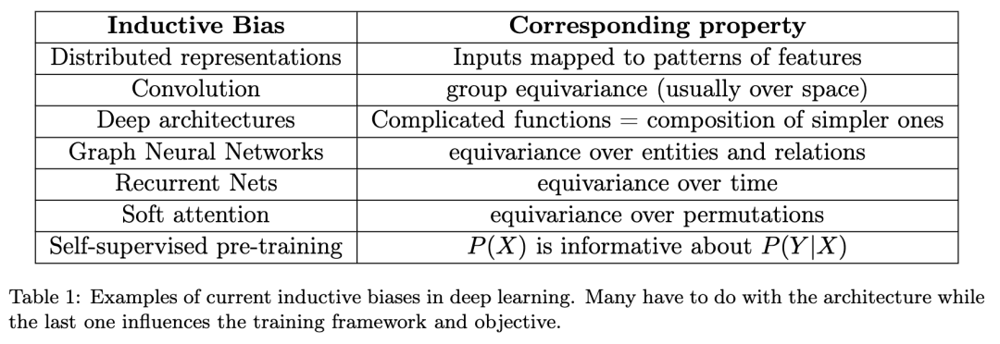 Inductive Bias Corresponding property
Distributed representations Inputs mapped to patterns of features
Convolution group equivariance (usually over space)
Deep architectures Complicated functions = composition of simpler ones
Graph Neural Networks equivariance over entities and relations
Recurrent Nets equivariance over time
Soft attention equivariance over permutations
Self-supervised pre-training P(X) is informative about P(Y|X)
Table 1: Examples of current inductive biases in deep learning. Many have to do with the architecture while
the last one influences the training framework and objective.